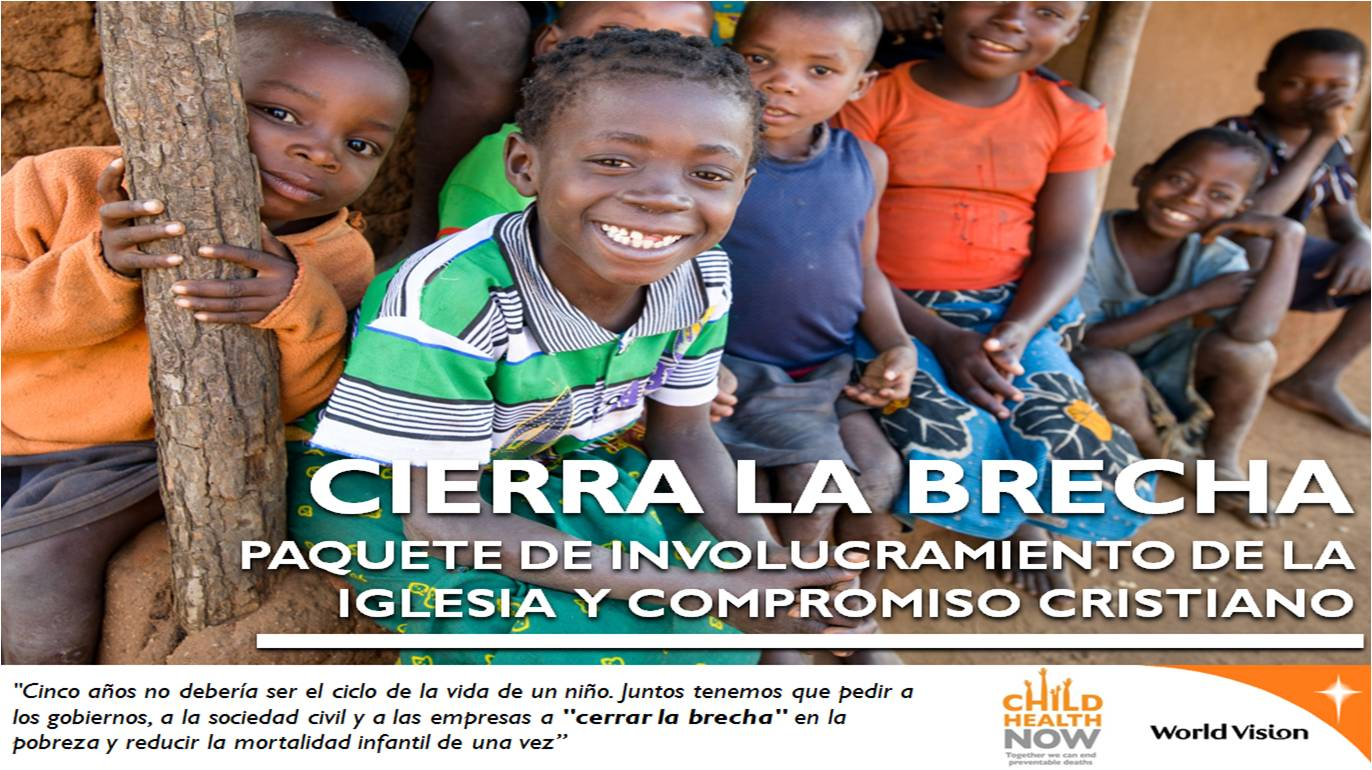 CIERRA LA BRECHA
PAQUETE DE INVOLUCRAMIENTO DE LA
IGLESIA Y COMPROMISO CRISTIANO
"Cinco años no debería ser el ciclo de la vida de un niño. Juntos tenemos que pedir a
los gobiernos, a la sociedad civil y a las empresas a "cerrar la brecha" en la
pobreza y reducir la mortalidad infantil de una vez”
CHILD
HEALTH
NOW
Together we can end
preventable deaths
World Vision